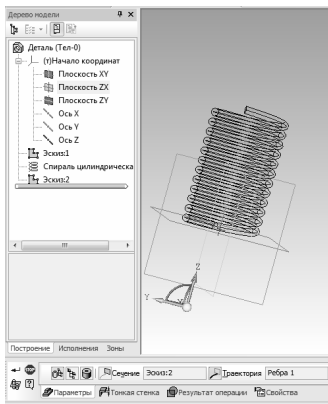 Дерево модели
Деталь (Тел-0)
(т)Начало координат
Плоскость XY
Плоскость ZX
Плоскость ZY
Ось X
Ось Y
Ось Z
Эскиз:1
Спираль цилиндрическа
Эскиз:2
Z
Y
Построение Исполнения Зоны
Сечение Эскиз:2 Траектория Ребра 1
Параметры Тонкая стенка Результат операции Свойства